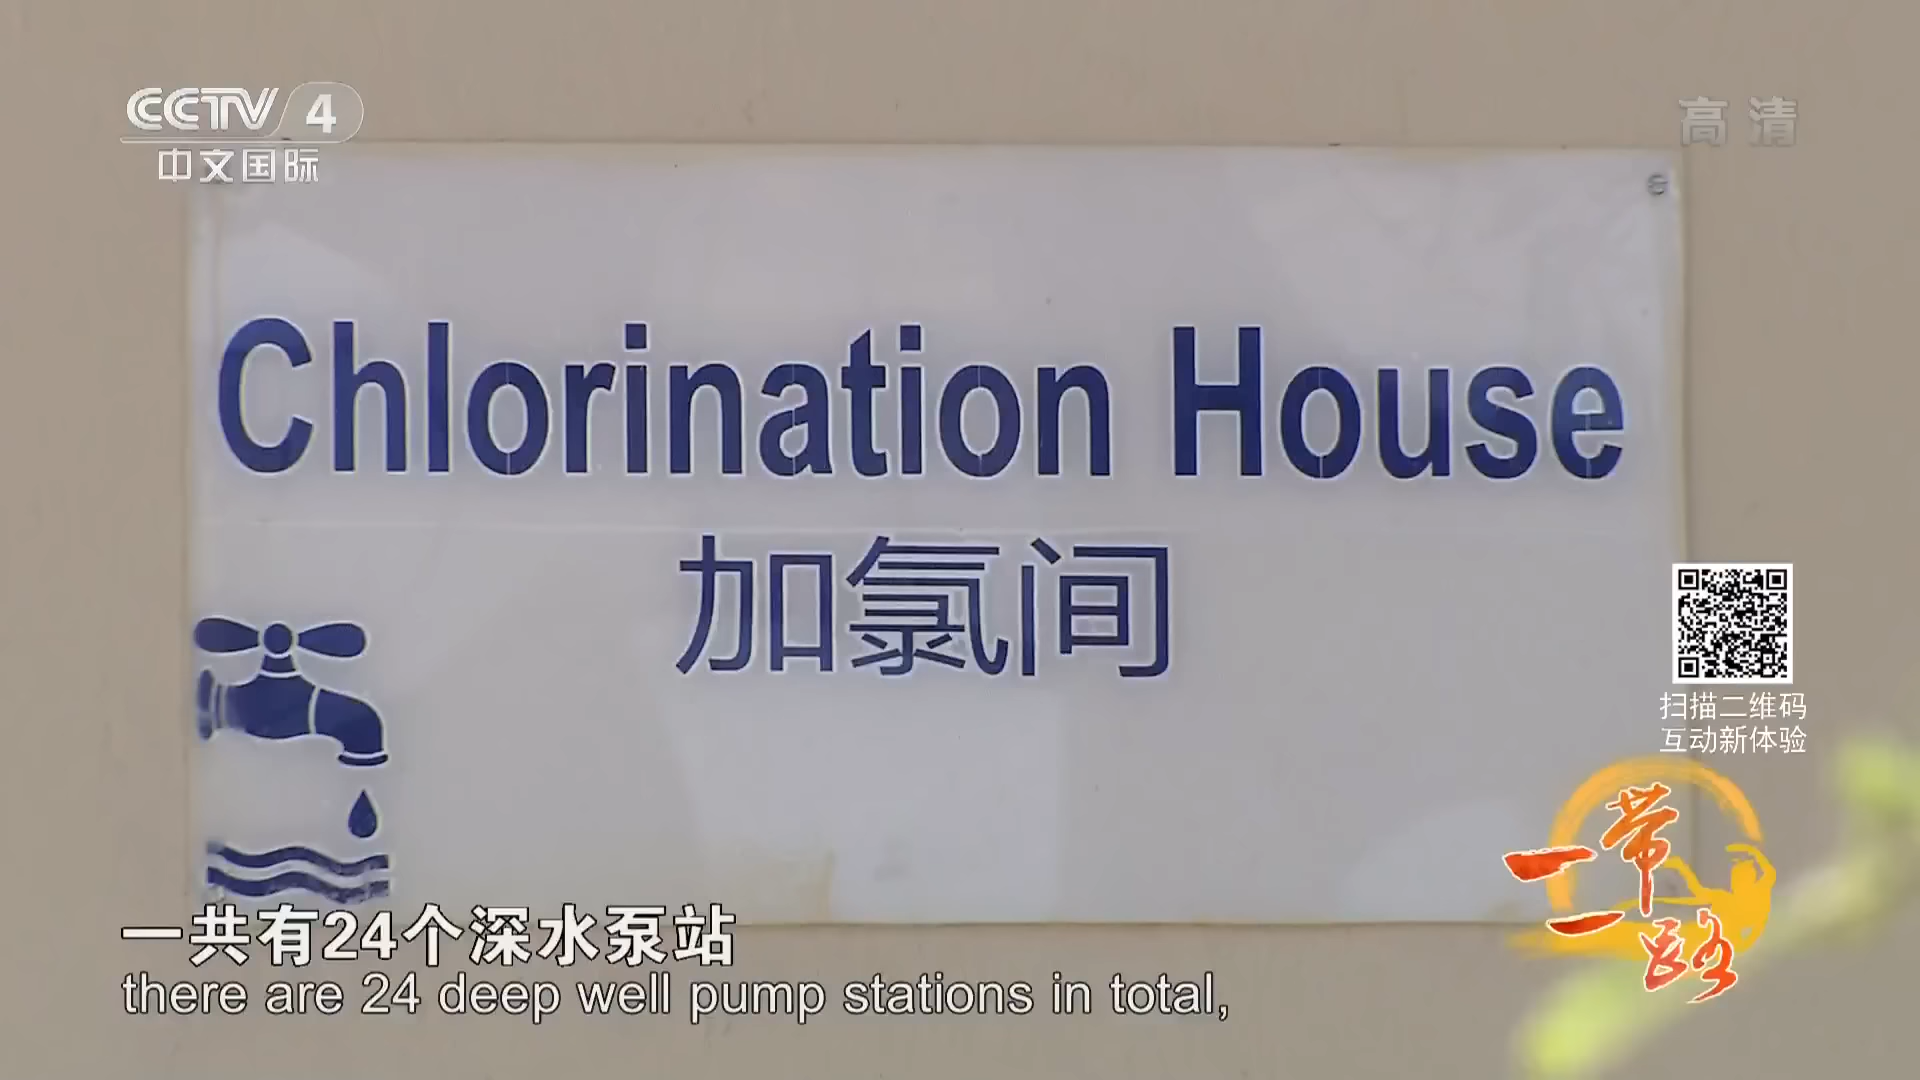 CCTV 4
中文国际
高清
Chlorination House
加氯间
扫描二维码
互动新体验
一带
一路
一共有24个深水泵站
there are 24 deep well pump stations in total,